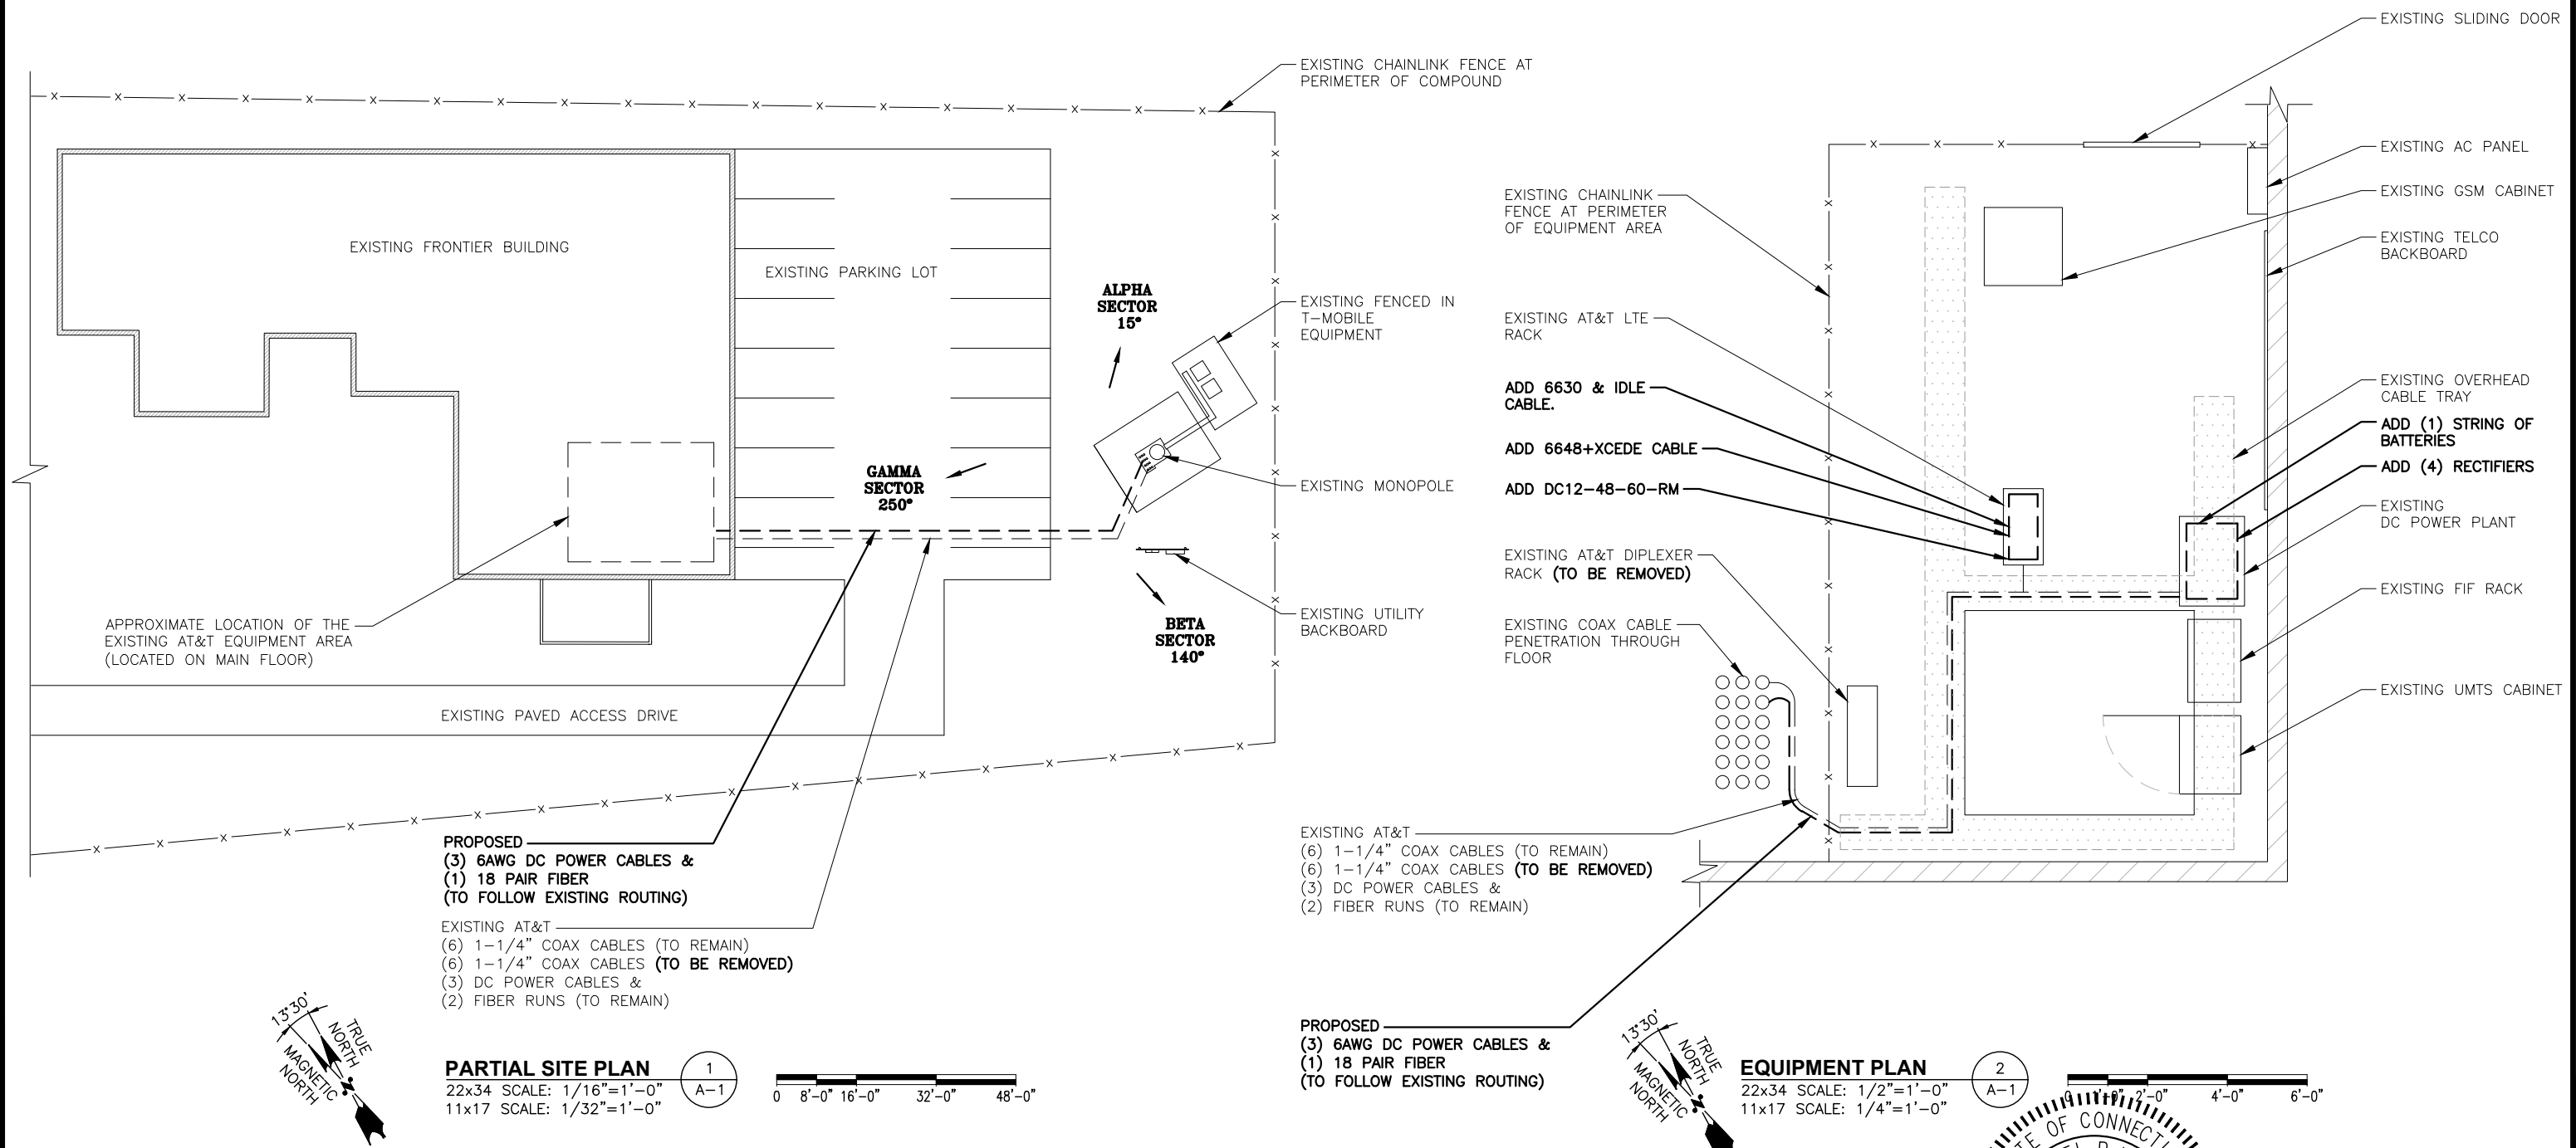 EXISTING CHAINLINK FENCE AT
PERIMETER OF COMPOUND
EXISTING FRONTIER BUILDING
EXISTING PARKING LOT
ALPHA
SECTOR
15°
EXISTING FENCED IN
T-MOBILE
EQUIPMENT
GAMMA
SECTOR
250°
EXISTING MONOPOLE
BETA
SECTOR
140°
EXISTING UTILITY
BACKBOARD
APPROXIMATE LOCATION OF THE
EXISTING AT&T EQUIPMENT AREA
(LOCATED ON MAIN FLOOR)
EXISTING PAVED ACCESS DRIVE
PROPOSED
(3) 6AWG DC POWER CABLES &
(1) 18 PAIR FIBER
(TO FOLLOW EXISTING ROUTING)
EXISTING AT&T
(6) 1-1/4" COAX CABLES (TO REMAIN)
(6) 1-1/4" COAX CABLES (TO BE REMOVED)
(3) DC POWER CABLES &
(2) FIBER RUNS (TO REMAIN)
13°30'
TRUE
NORTH
MAGNETIC
NORTH
N
PARTIAL SITE PLAN
22x34 SCALE: 1/16"=1'-0"
11x17 SCALE: 1/32"=1'-0"
1
A-1
0 8'-0" 16'-0" 32'-0" 48'-0"
EXISTING SLIDING DOOR
EXISTING AC PANEL
EXISTING GSM CABINET
EXISTING TELCO
BACKBOARD
EXISTING OVERHEAD
CABLE TRAY
ADD (1) STRING OF
BATTERIES
ADD (4) RECTIFIERS
EXISTING
DC POWER PLANT
EXISTING FIF RACK
EXISTING UMTS CABINET
EXISTING CHAINLINK
FENCE AT PERIMETER
OF EQUIPMENT AREA
EXISTING AT&T LTE
RACK
ADD 6630 & IDLE
CABLE.
ADD 6648+XCEDE CABLE
ADD DC12-48-60-RM
EXISTING AT&T DIPLEXER
RACK (TO BE REMOVED)
EXISTING COAX CABLE
PENETRATION THROUGH
FLOOR
EXISTING AT&T
(6) 1-1/4" COAX CABLES (TO REMAIN)
(6) 1-1/4" COAX CABLES (TO BE REMOVED)
(3) DC POWER CABLES &
(2) FIBER RUNS (TO REMAIN)
PROPOSED
(3) 6AWG DC POWER CABLES &
(1) 18 PAIR FIBER
(TO FOLLOW EXISTING ROUTING)
13°30'
TRUE
NORTH
MAGNETIC
NORTH
N
EQUIPMENT PLAN
22x34 SCALE: 1/2"=1'-0"
11x17 SCALE: 1/4"=1'-0"
2
A-1
0 1'-0" 2'-0" 4'-0" 6'-0"
OF